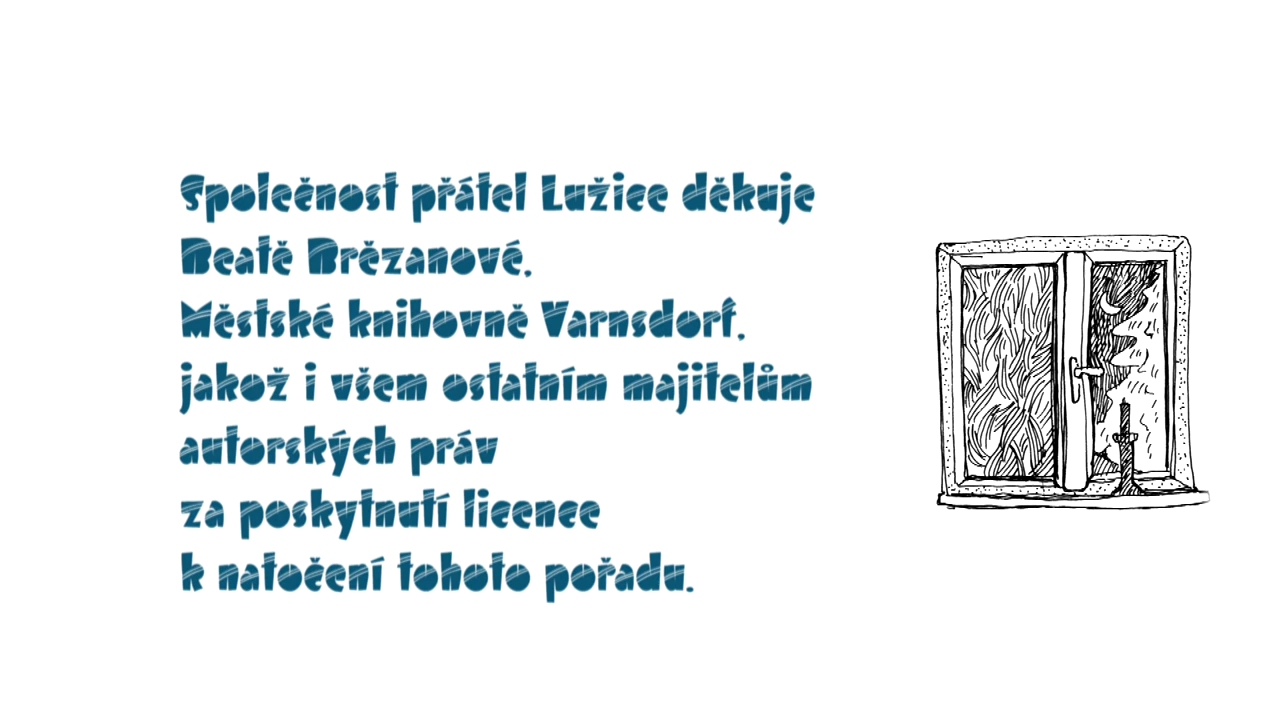 Společnost přátel Lužice děkuje
Beatě Brězanové,
Městské knihovně Varnsdorf,
jakož i všem ostatním majitelům
autorských práv
za poskytnutí licence
k natočení tohoto pořadu.